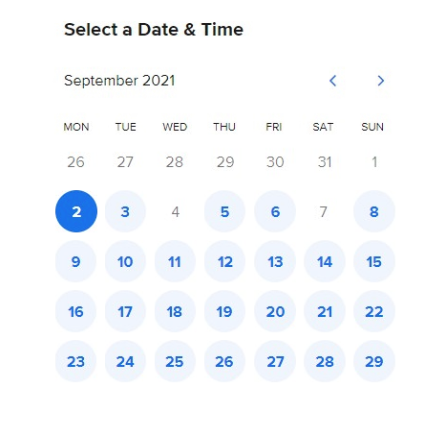 Select a Date & Time
September 2021
MON TUE WED THU FRI SAT SUN
26 27 28 29 30 31 1
2 3 4 5 6 7 8
9 10 11 12 13 14 15
16 17 18 19 20 21 22
23 24 25 26 27 28 29